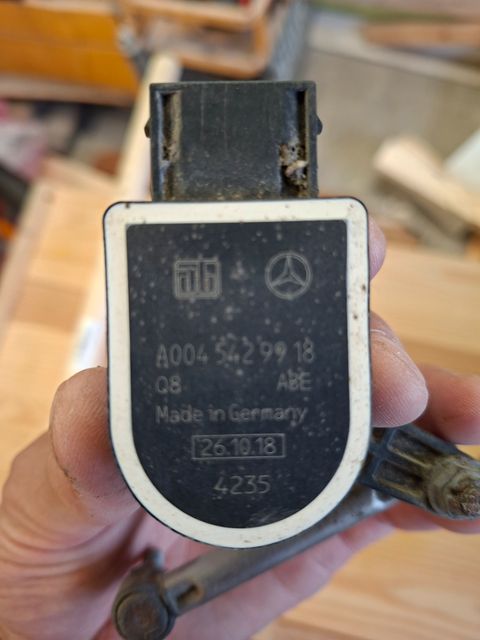 A004 542 99 18
Q8 ABE
Made in Germany
26.10.18
4235